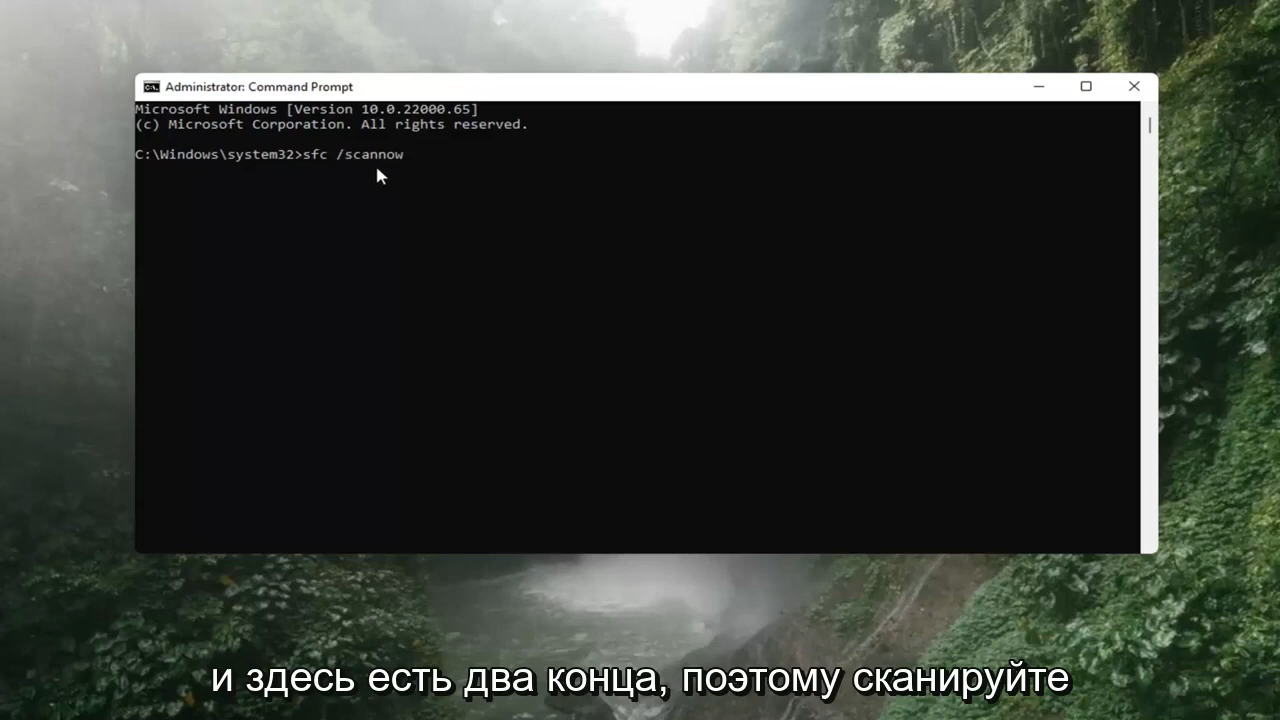 Administrator: Command Prompt
Microsoft Windows [Version 10.0.22000.65]
(c) Microsoft Corporation. All rights reserved.
C:\Windows\system32>sfc /scannow
и здесь есть два конца, поэтому сканируйте